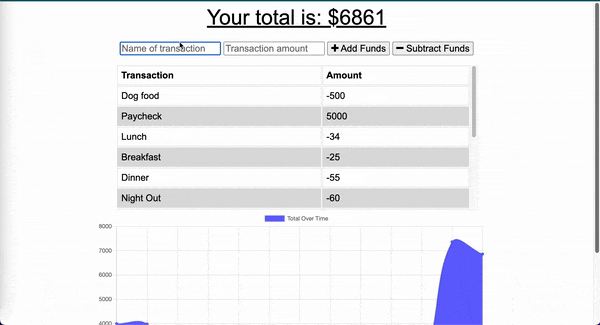 Your total is: $6861
Name of transaction Transaction amount + Add Funds − Subtract Funds
Transaction Amount
Dog food -500
Paycheck 5000
Lunch -34
Breakfast -25
Dinner -55
Night Out -60
Total Over Time
8000
7000
6000
5000
4000